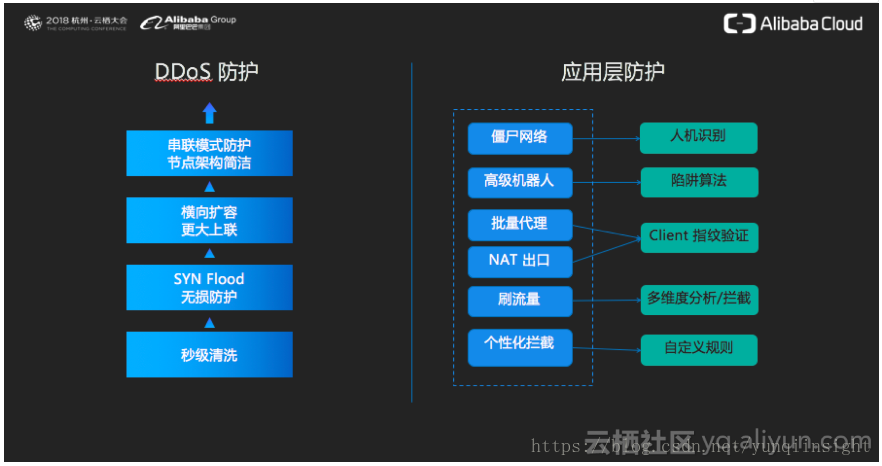 2018 杭州·云栖大会
THE COMPUTING CONFERENCE
Alibaba Group
阿里巴巴集团
Alibaba Cloud
DDoS 防护
串联模式防护
节点架构简洁
横向扩容
更大上联
SYN Flood
无损防护
秒级清洗
应用层防护
僵尸网络
人机识别
高级机器人
陷阱算法
批量代理
NAT 出口
Client 指纹验证
刷流量
多维度分析/拦截
个性化拦截
自定义规则
云栖社区 yq.aliyun.com
https://blog.csdn.net/yunqiinsight